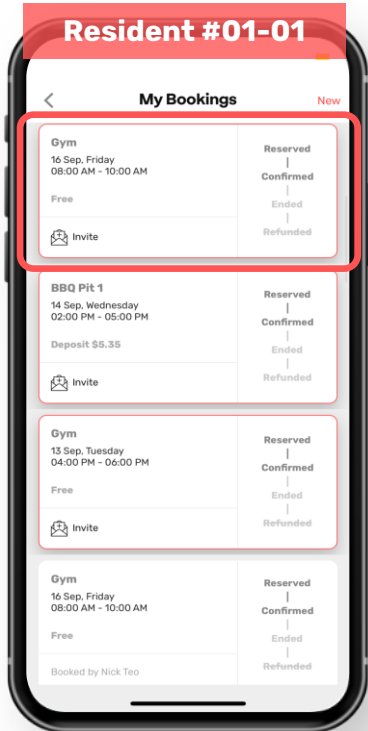 Resident #01-01
My Bookings
New
Gym
16 Sep, Friday
08:00 AM - 10:00 AM
Free
Invite
Reserved
Confirmed
Ended
Refunded
BBQ Pit 1
14 Sep, Wednesday
02:00 PM - 05:00 PM
Deposit $5.35
Invite
Reserved
Confirmed
Ended
Refunded
Gym
13 Sep, Tuesday
04:00 PM - 06:00 PM
Free
Invite
Reserved
Confirmed
Ended
Refunded
Gym
16 Sep, Friday
08:00 AM - 10:00 AM
Free
Booked by Nick Teo
Reserved
Confirmed
Ended
Refunded